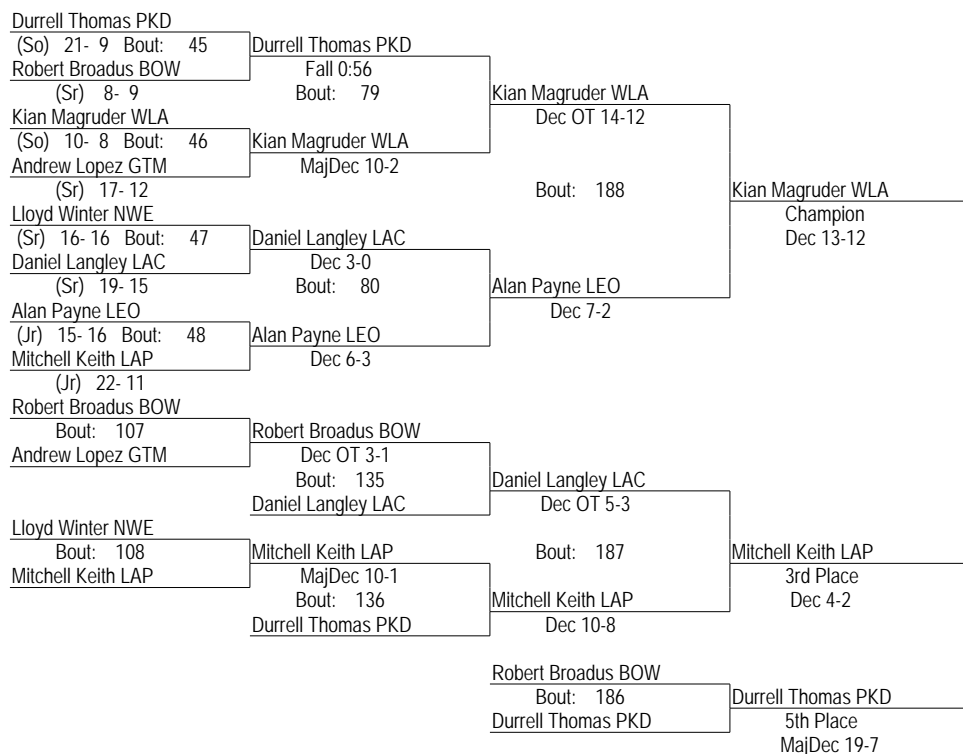 Durrell Thomas PKD
(So) 21- 9 Bout: 45 Durrell Thomas PKD
Robert Broadus BOW Fall 0:56
(Sr) 8- 9 Bout: 79 Kian Magruder WLA
Kian Magruder WLA Dec OT 14-12
(So) 10- 8 Bout: 46 Kian Magruder WLA
Andrew Lopez GTM MajDec 10-2
(Sr) 17- 12 Bout: 188 Kian Magruder WLA
Lloyd Winter NWE Champion
(Sr) 16- 16 Bout: 47 Daniel Langley LAC Dec 13-12
Daniel Langley LAC Dec 3-0
(Sr) 19- 15 Bout: 80 Alan Payne LEO
Alan Payne LEO Dec 7-2
(Jr) 15- 16 Bout: 48 Alan Payne LEO
Mitchell Keith LAP Dec 6-3
(Jr) 22- 11
Robert Broadus BOW
Bout: 107 Robert Broadus BOW
Andrew Lopez GTM Dec OT 3-1
Bout: 135 Daniel Langley LAC
Daniel Langley LAC Dec OT 5-3
Lloyd Winter NWE
Bout: 108 Mitchell Keith LAP Bout: 187 Mitchell Keith LAP
Mitchell Keith LAP MajDec 10-1 3rd Place
Bout: 136 Mitchell Keith LAP Dec 4-2
Durrell Thomas PKD Dec 10-8
Robert Broadus BOW
Bout: 186 Durrell Thomas PKD
Durrell Thomas PKD 5th Place
MajDec 19-7